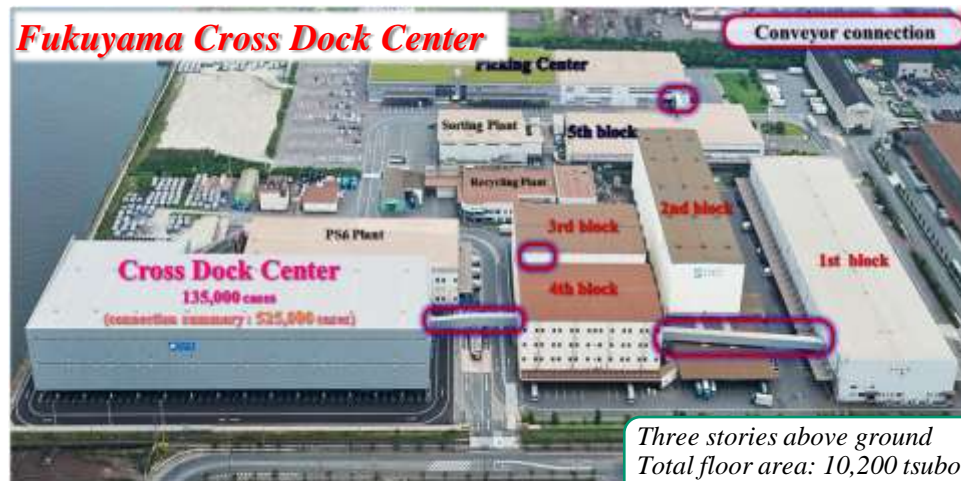 Fukuyama Cross Dock Center
Conveyor connection
Picking Center
Sorting Plant
5th block
Recycling Plant
2nd block
3rd block
PS6 Plant
1st block
Cross Dock Center
135,000 cases
4th block
(connection summary : 525,000 cases)
Three stories above ground
Total floor area: 10,200 tsubo